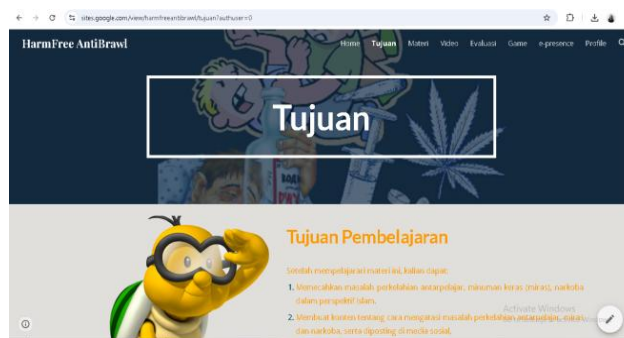 sites.google.com/view/harmfreeantibrawl/tujuan?authuser=0
HarmFree AntiBrawl
Home Tujuan Materi Video Evaluasi Game e-presence Profile
Tujuan
Tujuan Pembelajaran
Setelah mempelajari materi ini, kalian dapat:
1. Memecahkan masalah perkelahian antarpelajar, minuman keras (miras), narkoba
dalam perspektif Islam.
Activate Windows
2. Membuat konten tentang cara mengatasi masalah perkelahian antarpelajar, miras
dan narkoba, serta diposting di media sosial.